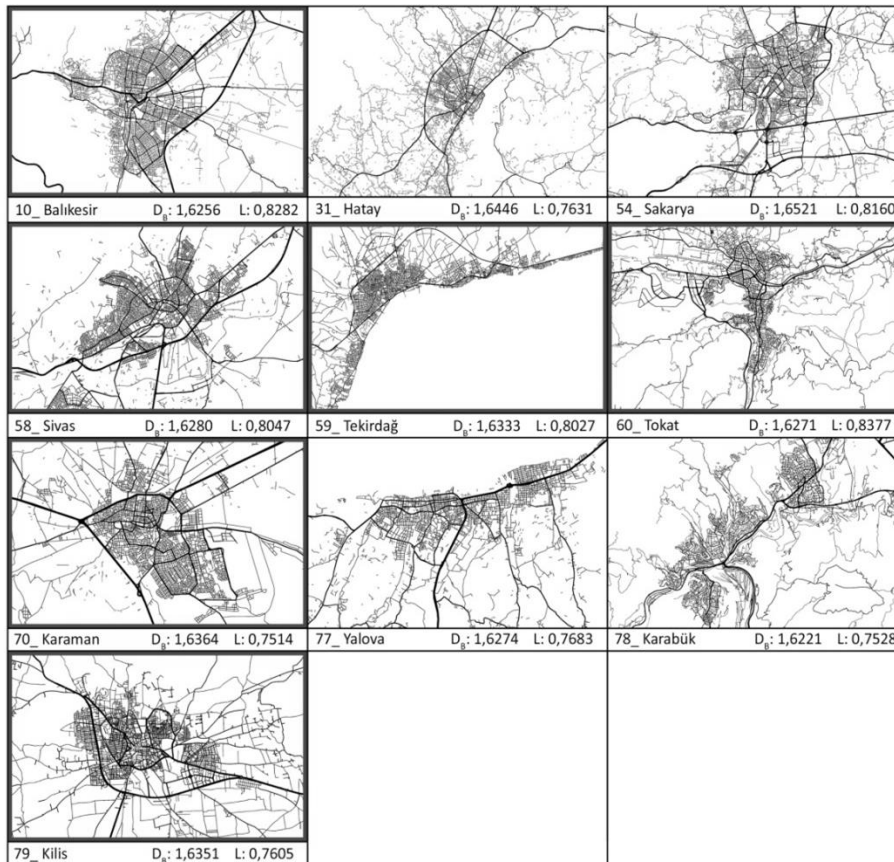 10_ Balıkesir D_B: 1,6256 L: 0,8282
31_ Hatay D_B: 1,6446 L: 0,7631
54_ Sakarya D_B: 1,6521 L: 0,8160
58_ Sivas D_B: 1,6280 L: 0,8047
59_ Tekirdağ D_B: 1,6333 L: 0,8027
60_ Tokat D_B: 1,6271 L: 0,8377
70_ Karaman D_B: 1,6364 L: 0,7514
77_ Yalova D_B: 1,6274 L: 0,7683
78_ Karabük D_B: 1,6221 L: 0,7528
79_ Kilis D_B: 1,6351 L: 0,7605